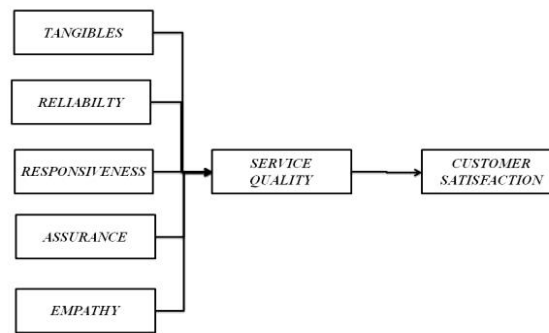 TANGIBLES
RELIABILTY
RESPONSIVENESS
ASSURANCE
EMPATHY
SERVICE
QUALITY
CUSTOMER
SATISFACTION